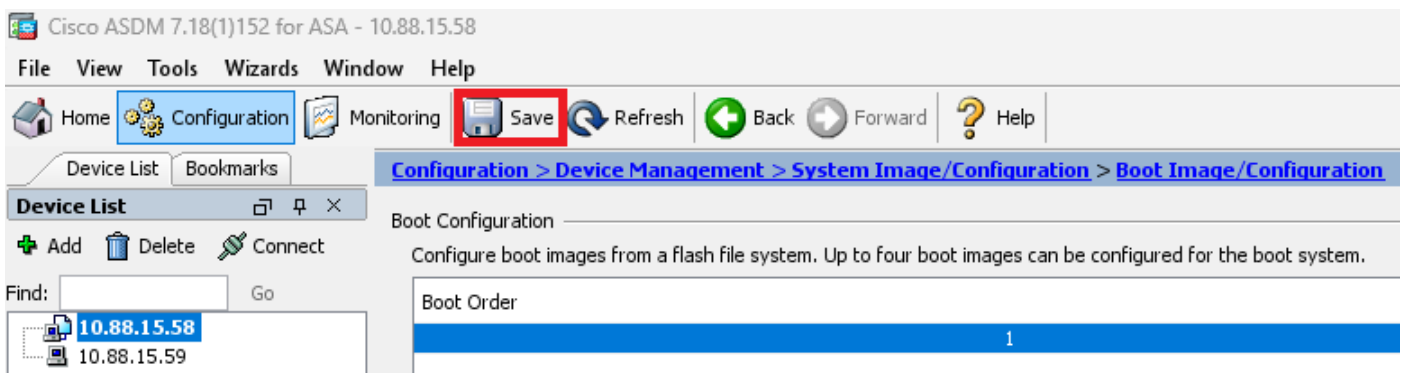 Cisco ASDM 7.18(1)152 for ASA - 10.88.15.58
File View Tools Wizards Window Help
Home Configuration Monitoring Save Refresh Back Forward Help
Device List Bookmarks
Configuration > Device Management > System Image/Configuration > Boot Image/Configuration
Device List
Add Delete Connect
Find: Go
10.88.15.58
10.88.15.59
Boot Configuration
Configure boot images from a flash file system. Up to four boot images can be configured for the boot system.
Boot Order
1